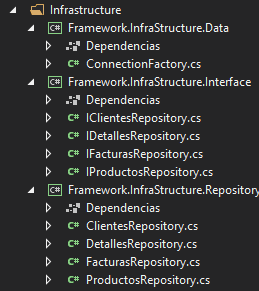 Infrastructure
Framework.InfraStructure.Data
Dependencias
ConnectionFactory.cs
Framework.InfraStructure.Interface
Dependencias
IClientesRepository.cs
IDetallesRepository.cs
IFacturasRepository.cs
IProductosRepository.cs
Framework.InfraStructure.Repository
Dependencias
ClientesRepository.cs
DetallesRepository.cs
FacturasRepository.cs
ProductosRepository.cs